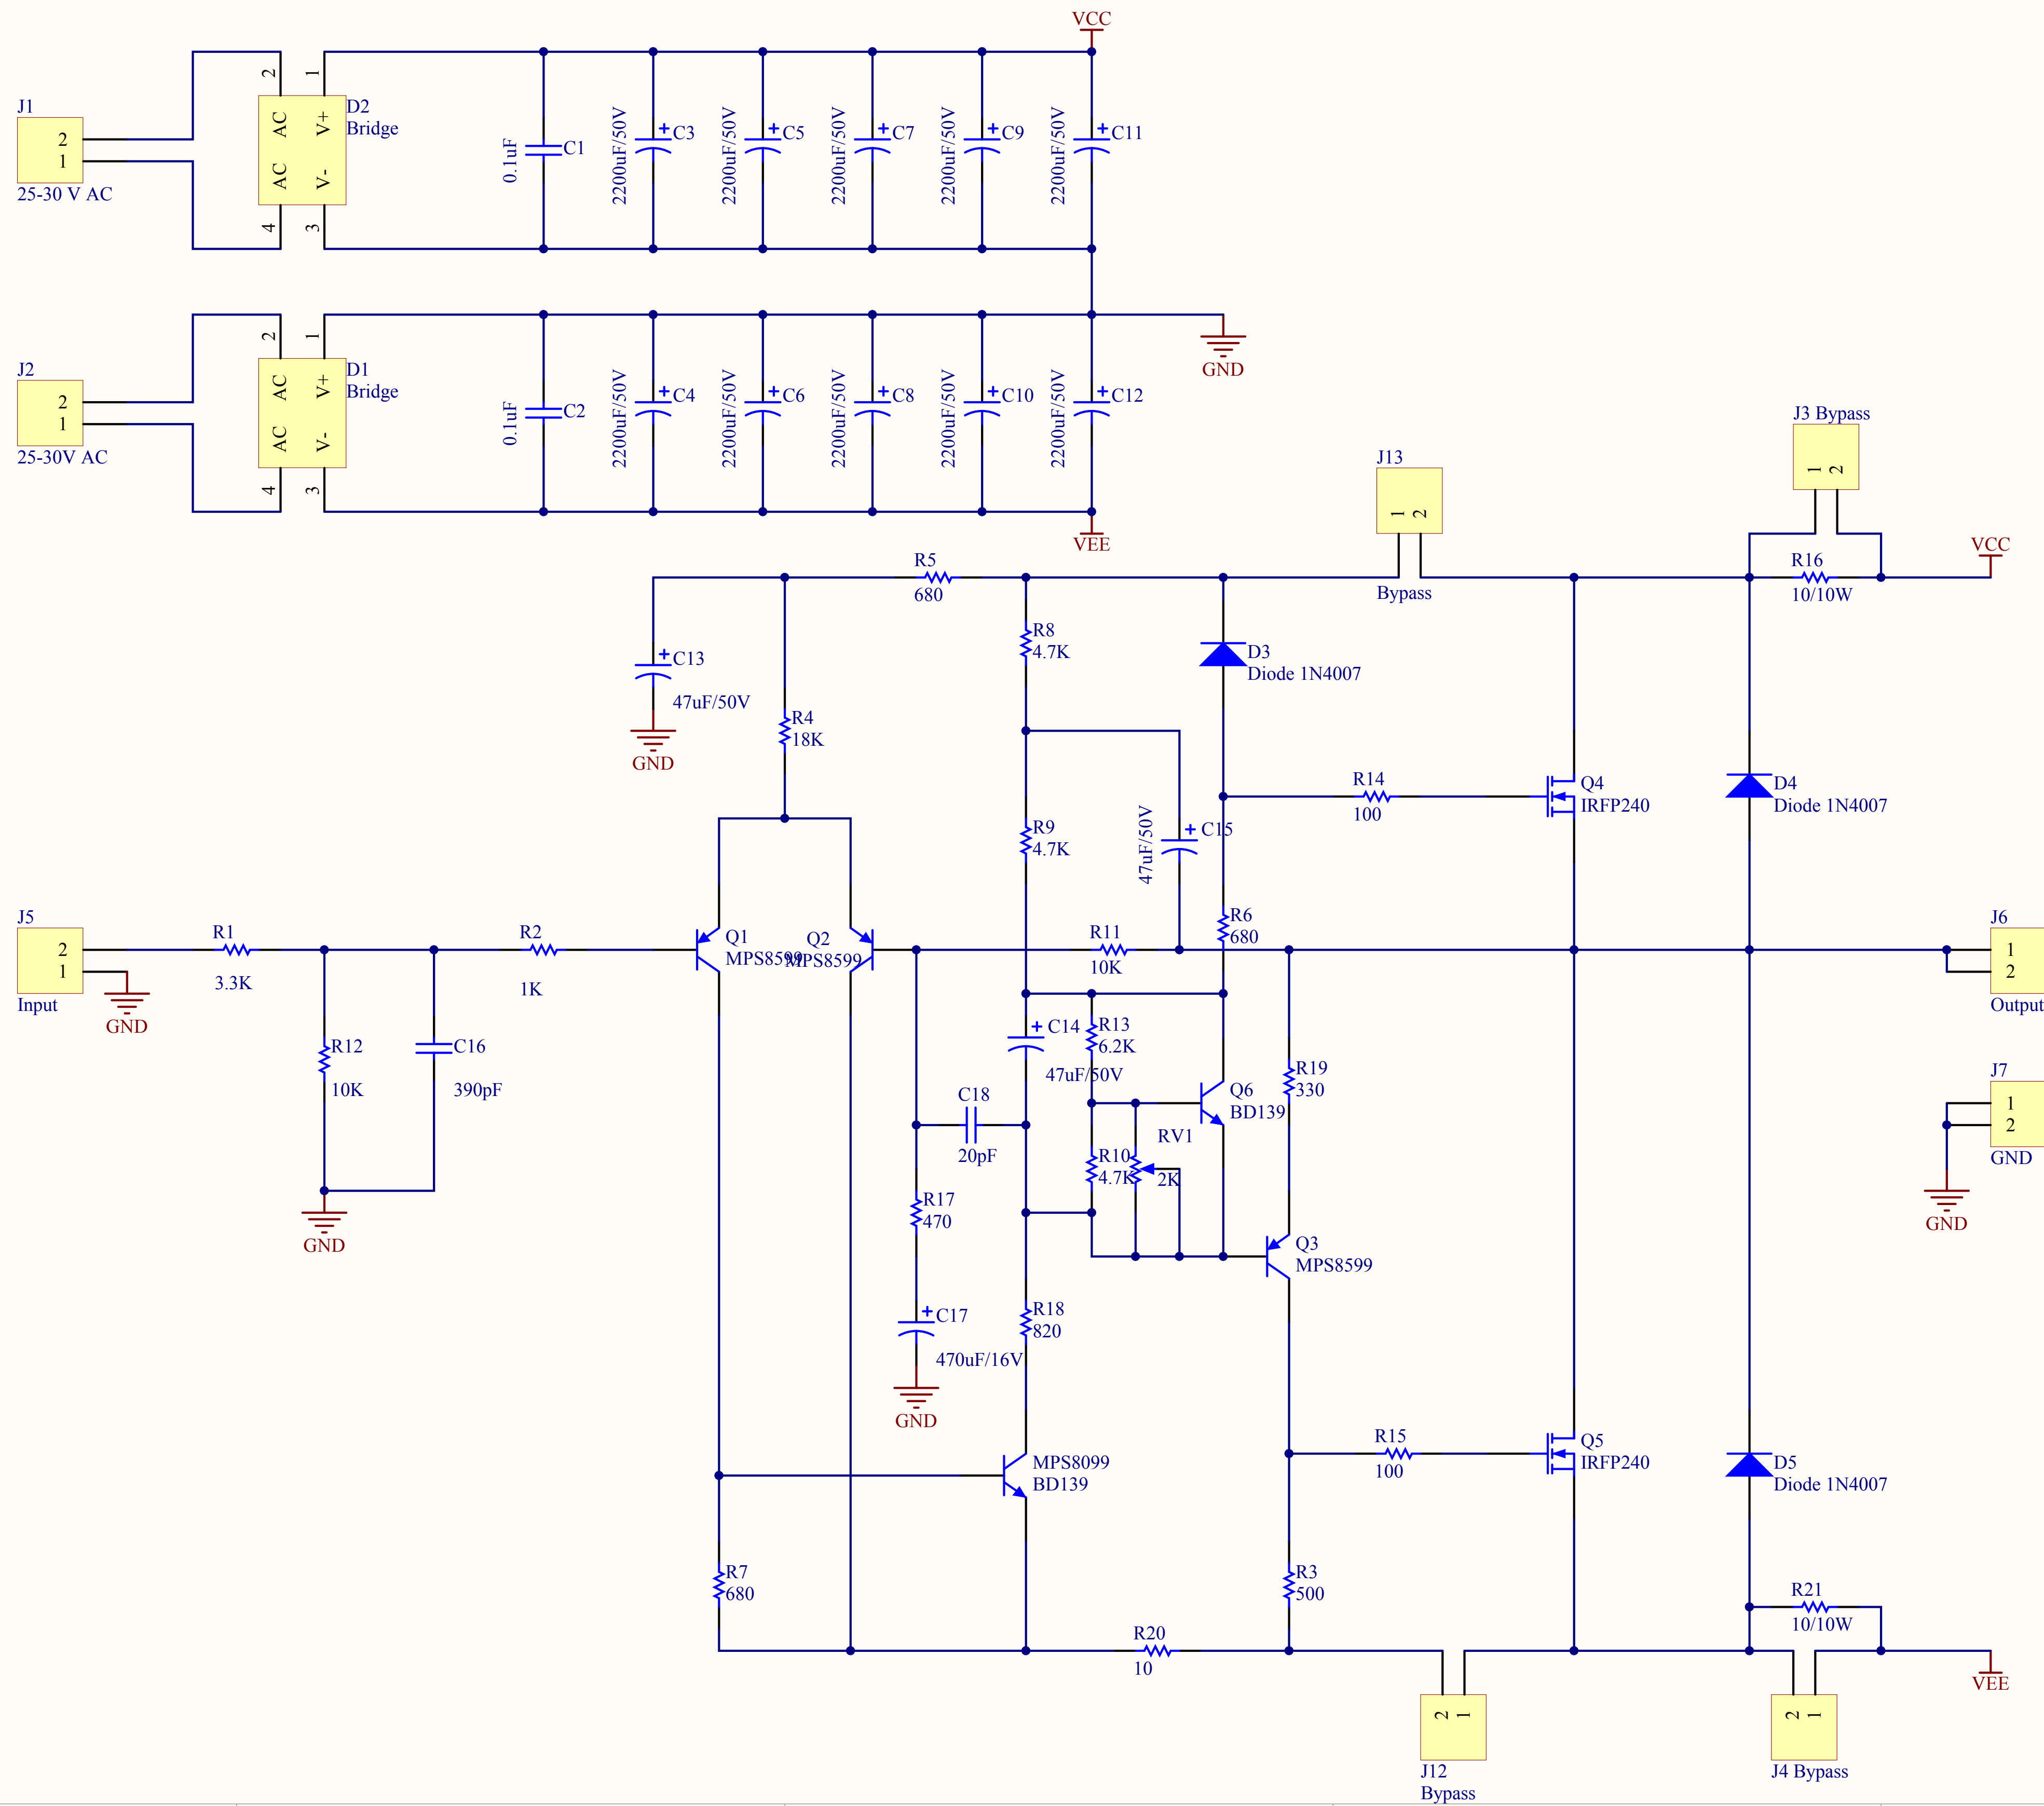 VCC
J1
2
1
25-30 V AC
2
1
AC
V+
AC
V-
4
3
D2
Bridge
0.1uF
C1
2200uF/50V
C3
2200uF/50V
C5
2200uF/50V
C7
2200uF/50V
C9
2200uF/50V
C11
GND
J2
2
1
25-30V AC
2
1
AC
V+
AC
V-
4
3
D1
Bridge
0.1uF
C2
2200uF/50V
C4
2200uF/50V
C6
2200uF/50V
C8
2200uF/50V
C10
2200uF/50V
C12
VEE
J13
1
2
Bypass
J3 Bypass
1
2
R16
10/10W
VCC
R5
680
C13
47uF/50V
GND
R4
18K
R8
4.7K
D3
Diode 1N4007
R9
4.7K
47uF/50V
C15
R14
100
Q4
IRFP240
D4
Diode 1N4007
J5
2
1
Input
GND
R1
3.3K
R2
1K
Q1
MPS8599
Q2
MPS8599
R11
10K
R6
680
J6
1
2
Output
R12
10K
C16
390pF
GND
C14
47uF/50V
R13
6.2K
Q6
BD139
R19
330
J7
1
2
GND
GND
C18
20pF
RV1
2K
R10
4.7K
R17
470
Q3
MPS8599
C17
470uF/16V
GND
R18
820
MPS8099
BD139
R15
100
Q5
IRFP240
D5
Diode 1N4007
R7
680
R3
500
R21
10/10W
R20
10
VEE
2
1
J12
Bypass
2
1
J4 Bypass